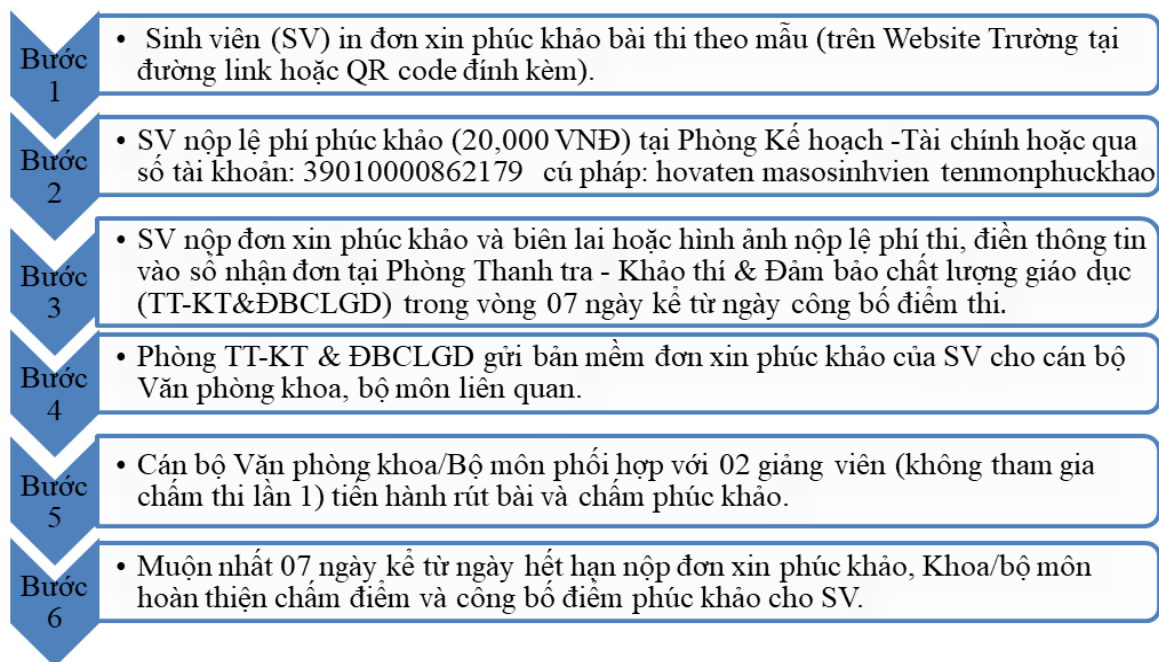 Bước
1
• Sinh viên (SV) in đơn xin phúc khảo bài thi theo mẫu (trên Website Trường tại
đường link hoặc QR code đính kèm).
Bước
2
• SV nộp lệ phí phúc khảo (20,000 VNĐ) tại Phòng Kế hoạch -Tài chính hoặc qua
số tài khoản: 39010000862179 cú pháp: hovaten masosinhvien tenmonphuckhao
Bước
3
• SV nộp đơn xin phúc khảo và biên lai hoặc hình ảnh nộp lệ phí thi, điền thông tin
vào sổ nhận đơn tại Phòng Thanh tra - Khảo thí & Đảm bảo chất lượng giáo dục
(TT-KT&ĐBCLGD) trong vòng 07 ngày kể từ ngày công bố điểm thi.
Bước
4
• Phòng TT-KT & ĐBCLGD gửi bản mềm đơn xin phúc khảo của SV cho cán bộ
Văn phòng khoa, bộ môn liên quan.
Bước
5
• Cán bộ Văn phòng khoa/Bộ môn phối hợp với 02 giảng viên (không tham gia
chấm thi lần 1) tiến hành rút bài và chấm phúc khảo.
Bước
6
• Muộn nhất 07 ngày kể từ ngày hết hạn nộp đơn xin phúc khảo, Khoa/bộ môn
hoàn thiện chấm điểm và công bố điểm phúc khảo cho SV.